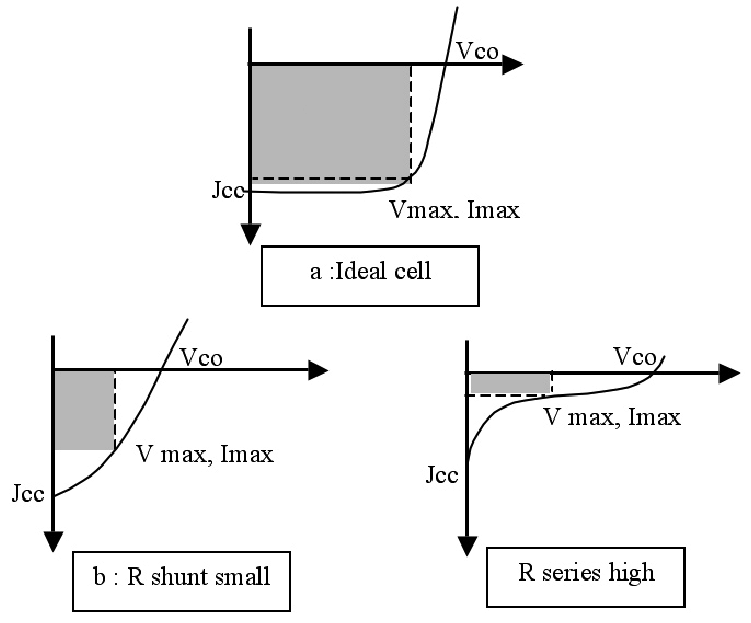 Vco
Jcc
Vmax, Imax
a :Ideal cell
Vco
V max, Imax
Jcc
b : R shunt small
Vco
V max, Imax
Jcc
R series high